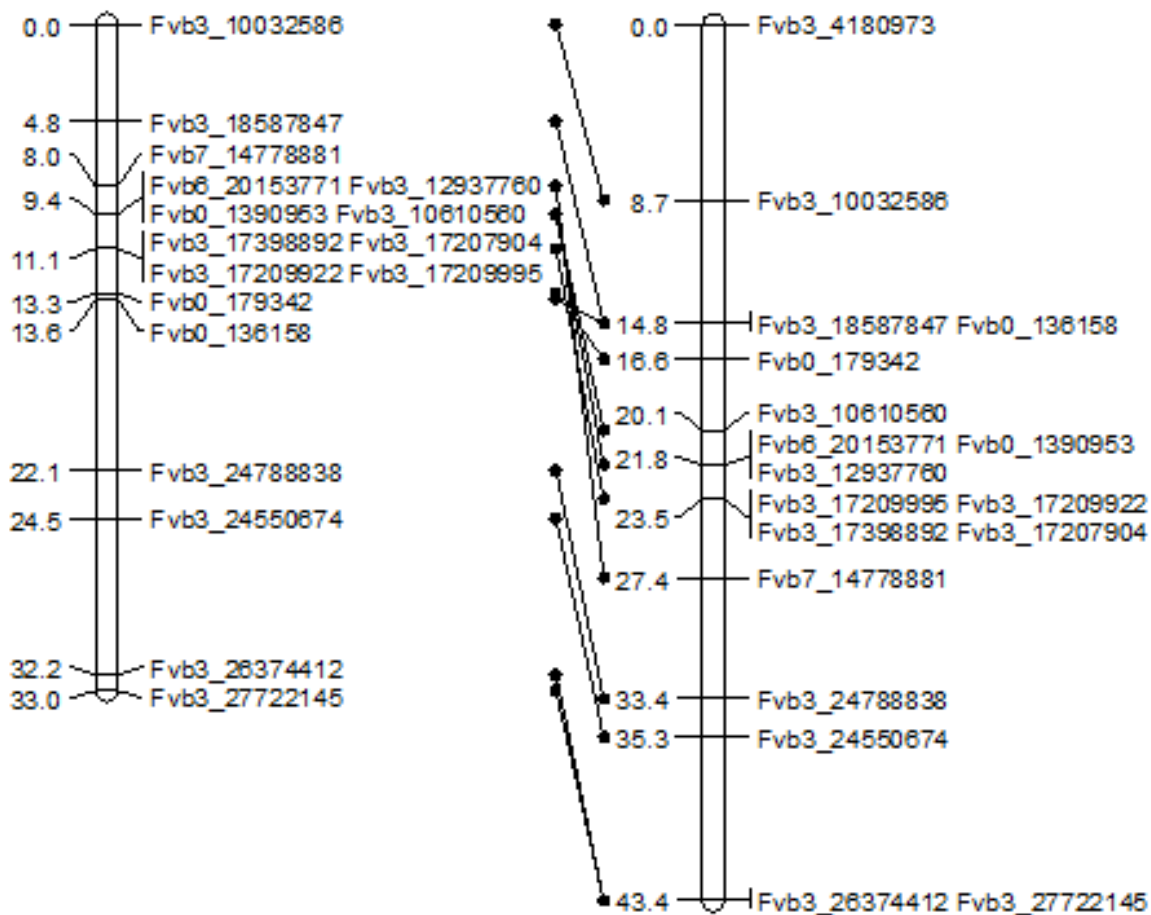 0.0 Fvb3_10032586
4.8 Fvb3_18587847
8.0 Fvb7_14778881
9.4 Fvb6_20153771 Fvb3_12937760
Fvb0_1390953 Fvb3_10610560
11.1 Fvb3_17398892 Fvb3_17207904
Fvb3_17209922 Fvb3_17209995
13.3 Fvb0_179342
13.6 Fvb0_136158
22.1 Fvb3_24788838
24.5 Fvb3_24550674
32.2 Fvb3_26374412
33.0 Fvb3_27722145
0.0 Fvb3_4180973
8.7 Fvb3_10032586
14.8 Fvb3_18587847 Fvb0_136158
16.6 Fvb0_179342
20.1 Fvb3_10610560
21.8 Fvb6_20153771 Fvb0_1390953
Fvb3_12937760
23.5 Fvb3_17209995 Fvb3_17209922
Fvb3_17398892 Fvb3_17207904
27.4 Fvb7_14778881
33.4 Fvb3_24788838
35.3 Fvb3_24550674
43.4 Fvb3_26374412 Fvb3_27722145